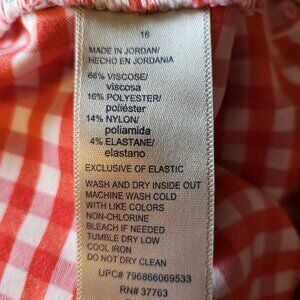 16
MADE IN JORDAN/
HECHO EN JORDANIA
66% VISCOSE/
viscosa
16% POLYESTER/
poliéster
14% NYLON/
poliamida
4% ELASTANE/
elastano
EXCLUSIVE OF ELASTIC
WASH AND DRY INSIDE OUT
MACHINE WASH COLD
WITH LIKE COLORS
NON-CHLORINE
BLEACH IF NEEDED
TUMBLE DRY LOW
COOL IRON
DO NOT DRY CLEAN
UPC# 796866069533
RN# 37763